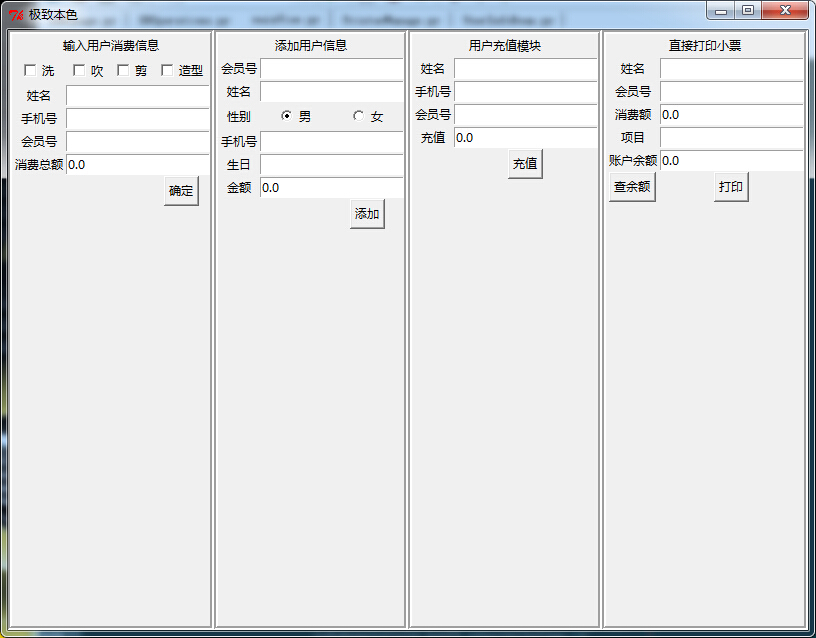 极致本色
输入用户消费信息
洗 吹 剪 造型
姓名
手机号
会员号
消费总额 0.0
确定
添加用户信息
会员号
姓名
性别 男 女
手机号
生日
金额 0.0
添加
用户充值模块
姓名
手机号
会员号
充值 0.0
充值
直接打印小票
姓名
会员号
消费额 0.0
项目
账户余额 0.0
查余额 打印